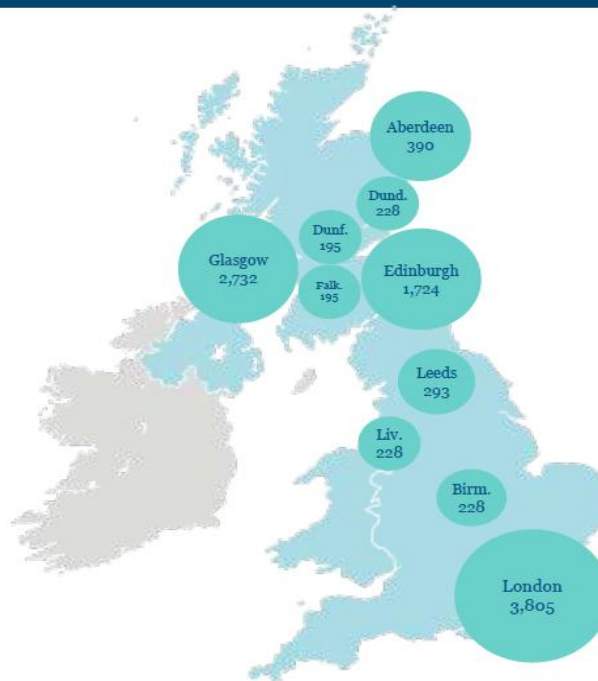 Aberdeen
390
Dund.
228
Dunf.
195
Glasgow
2,732
Edinburgh
1,724
Falk.
195
Leeds
293
Liv.
228
Birm.
228
London
3,805